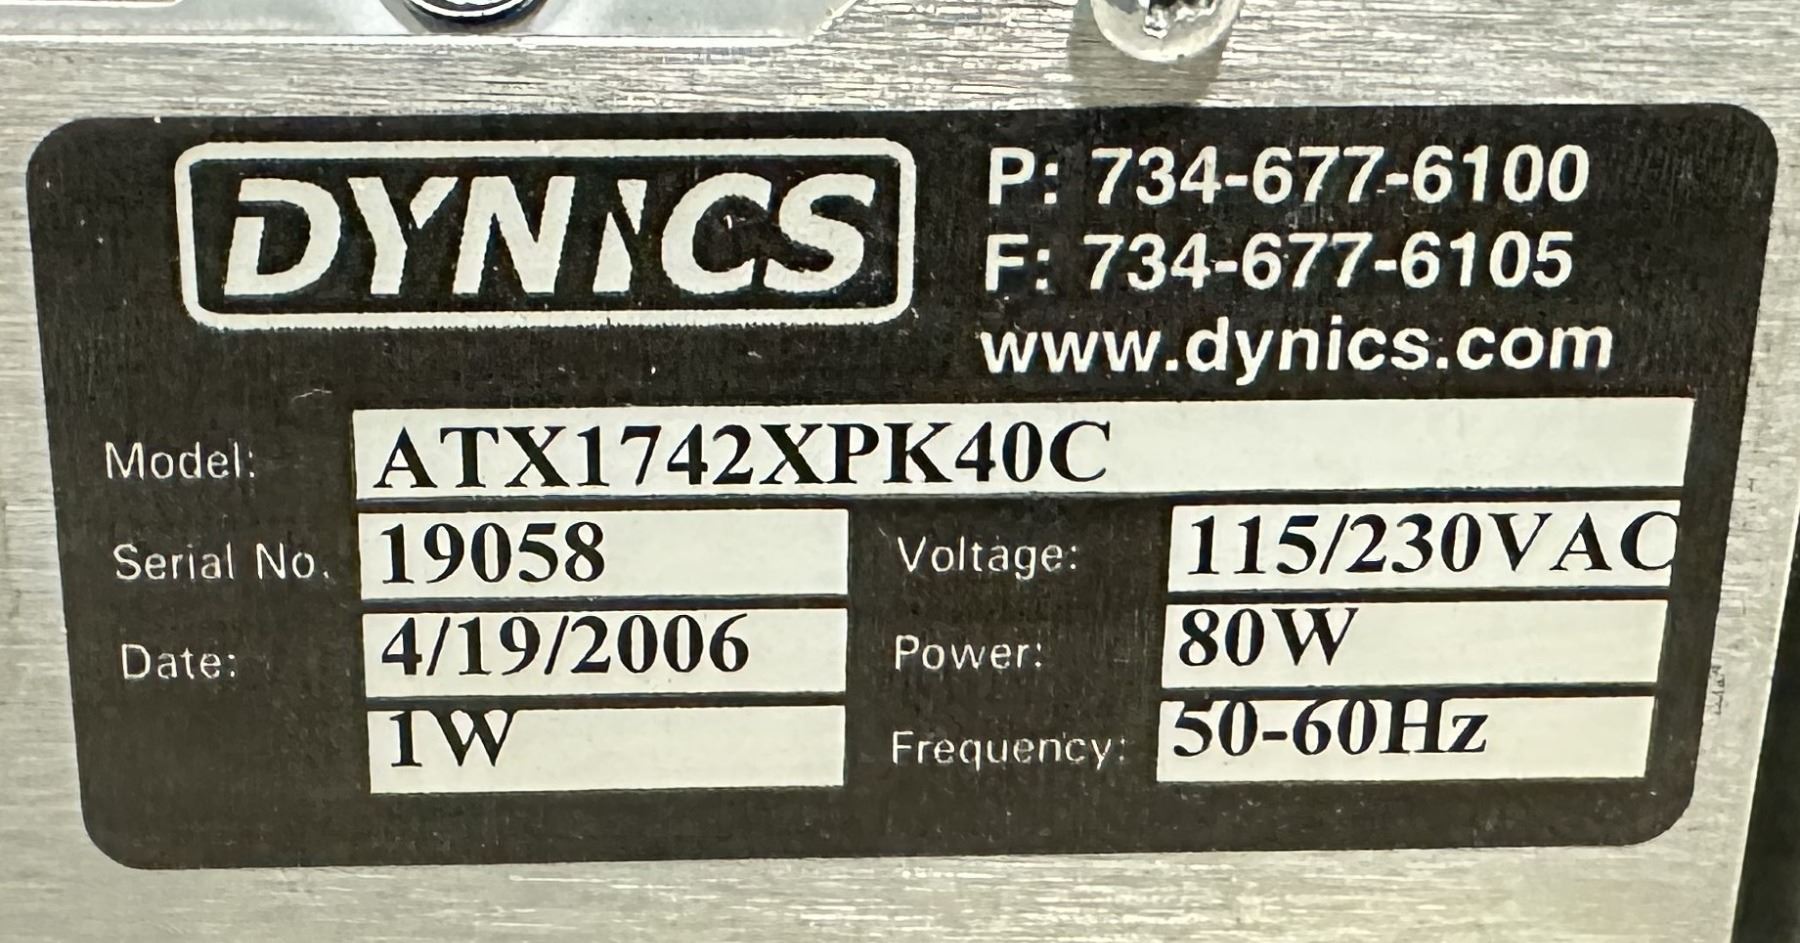 DYNICS
P: 734-677-6100
F: 734-677-6105
www.dynics.com
Model: ATX1742XPK40C
Serial No. 19058 Voltage: 115/230VAC
Date: 4/19/2006 Power: 80W
1W Frequency: 50-60Hz